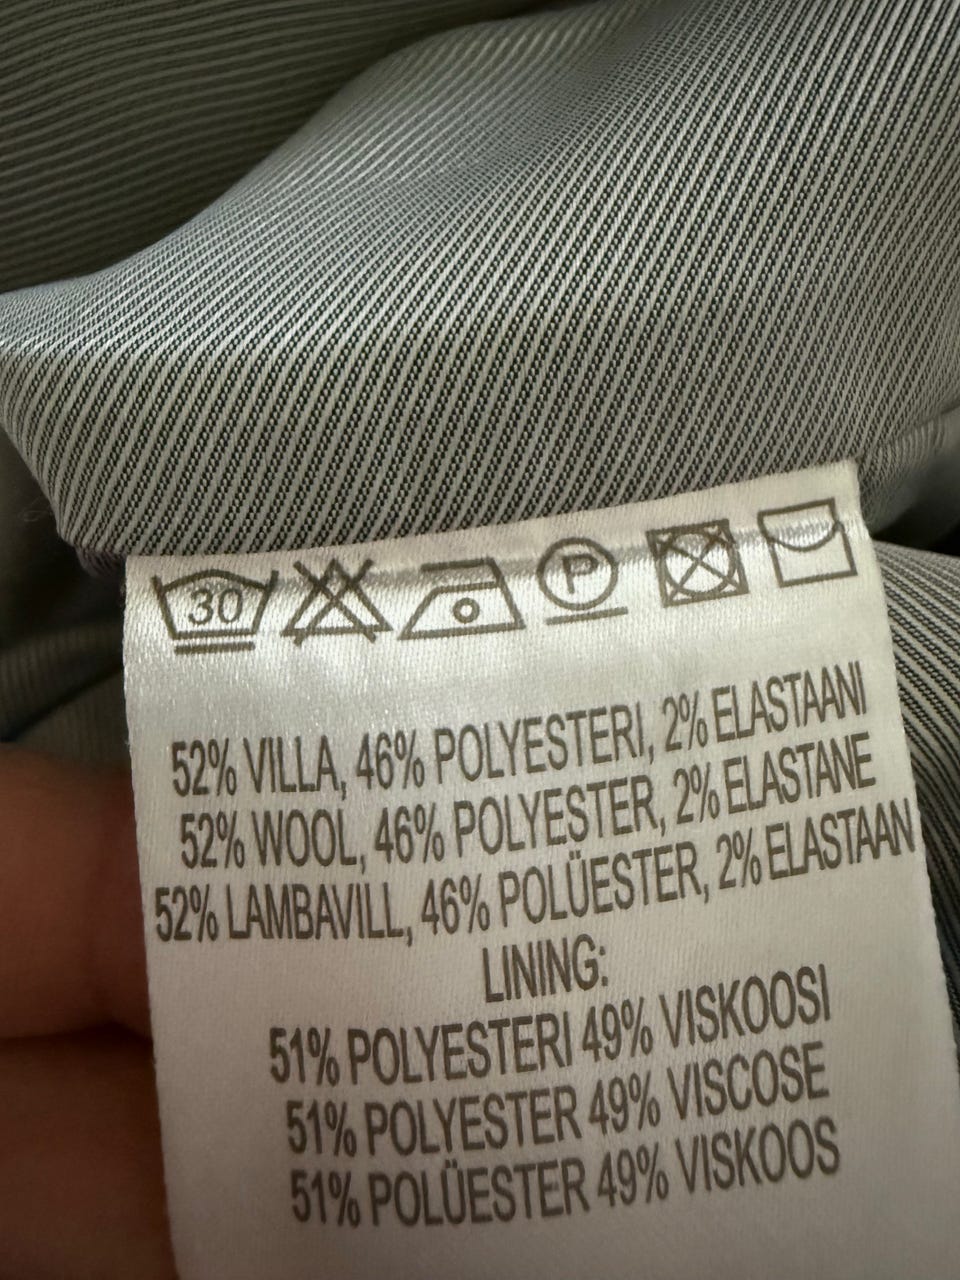 30 P
52% VILLA, 46% POLYESTERI, 2% ELASTAANI
52% WOOL, 46% POLYESTER, 2% ELASTANE
52% LAMBAVILL, 46% POLÜESTER, 2% ELASTAAN
LINING:
51% POLYESTERI 49% VISKOOSI
51% POLYESTER 49% VISCOSE
51% POLÜESTER 49% VISKOOS